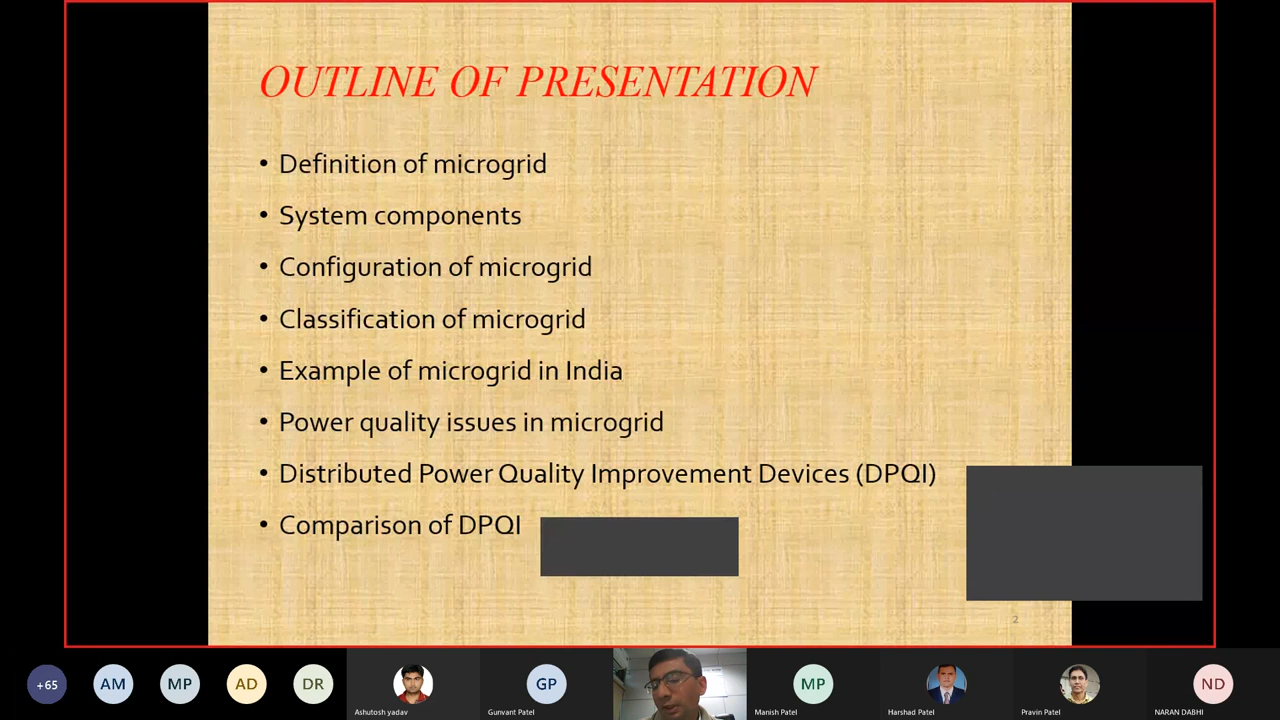 OUTLINE OF PRESENTATION
• Definition of microgrid
• System components
• Configuration of microgrid
• Classification of microgrid
• Example of microgrid in India
• Power quality issues in microgrid
• Distributed Power Quality Improvement Devices (DPQI)
• Comparison of DPQI
2
+65
AM
MP
AD
DR
Ashutosh yadav
GP
Gunvant Patel
MP
Manish Patel
Harshad Patel
Pravin Patel
ND
NARAN DABHI